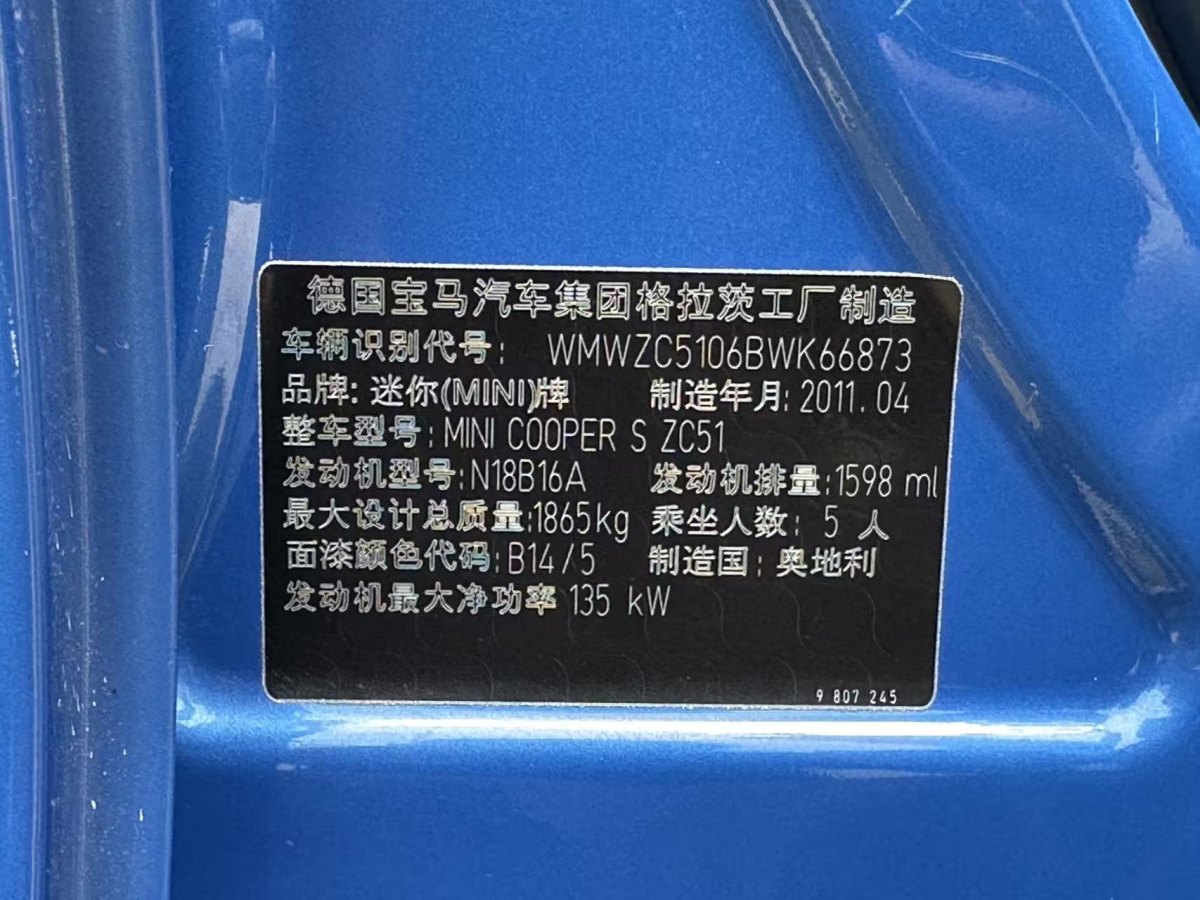 德国宝马汽车集团格拉茨工厂制造
车辆识别代号: WMWZC5106BWK66873
品牌: 迷你(MINI)牌 制造年月: 2011.04
整车型号: MINI COOPER S ZC51
发动机型号: N18B16A 发动机排量: 1598 ml
最大设计总质量: 1865kg 乘坐人数: 5 人
面漆颜色代码: B14/5 制造国: 奥地利
发动机最大净功率 135 kW
9 807 245